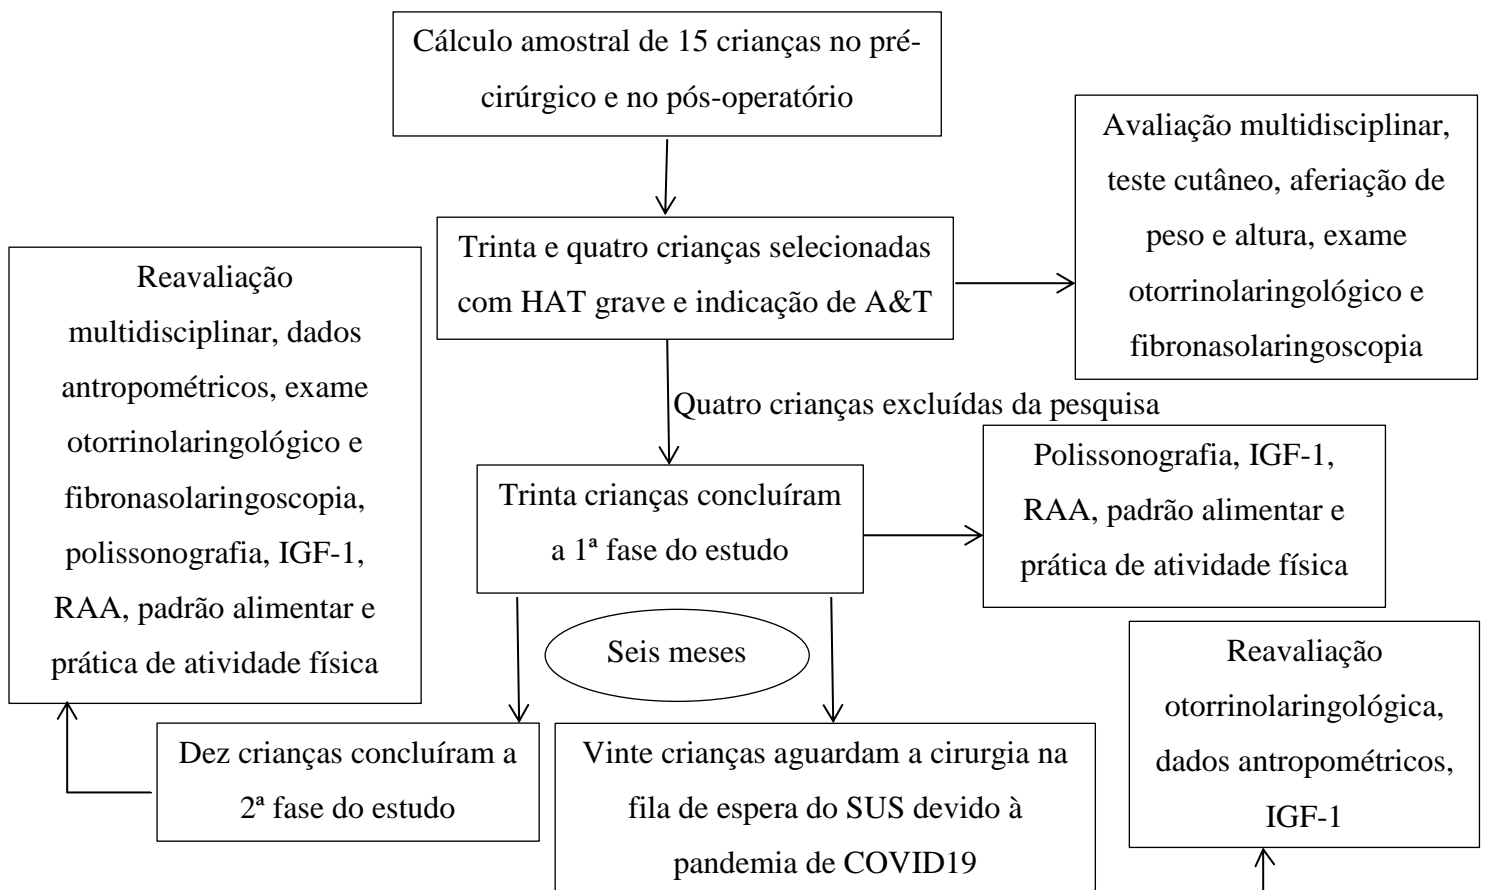 Cálculo amostral de 15 crianças no pré-
cirúrgico e no pós-operatório
Avaliação multidisciplinar,
teste cutâneo, aferiação de
peso e altura, exame
otorrinolaringológico e
fibronasolaringoscopia
Trinta e quatro crianças selecionadas
com HAT grave e indicação de A&T
Reavaliação
multidisciplinar, dados
antropométricos, exame
otorrinolaringológico e
fibronasolaringoscopia,
polissonografia, IGF-1,
RAA, padrão alimentar e
prática de atividade física
Quatro crianças excluídas da pesquisa
Trinta crianças concluíram
a 1ª fase do estudo
Polissonografia, IGF-1,
RAA, padrão alimentar e
prática de atividade física
Seis meses
Dez crianças concluíram a
2ª fase do estudo
Vinte crianças aguardam a cirurgia na
fila de espera do SUS devido à
pandemia de COVID19
Reavaliação
otorrinolaringológica,
dados antropométricos,
IGF-1